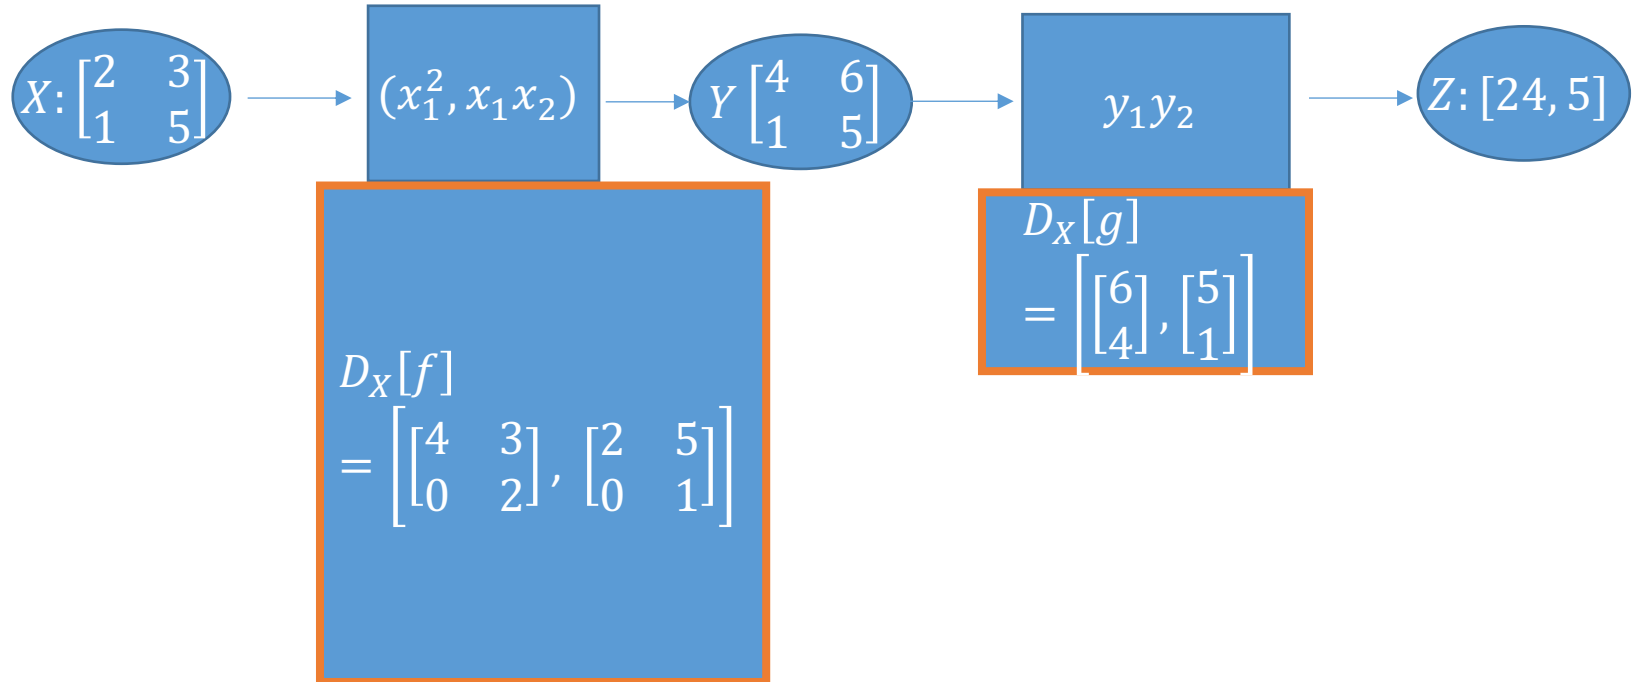 X: [2 3
1 5]
(x₁², x₁x₂)
Y [4 6
1 5]
y₁y₂
Z: [24, 5]
D_X[f]
= [[4 3
0 2], [2 5
0 1]]
D_X[g]
= [[6
4], [5
1]]